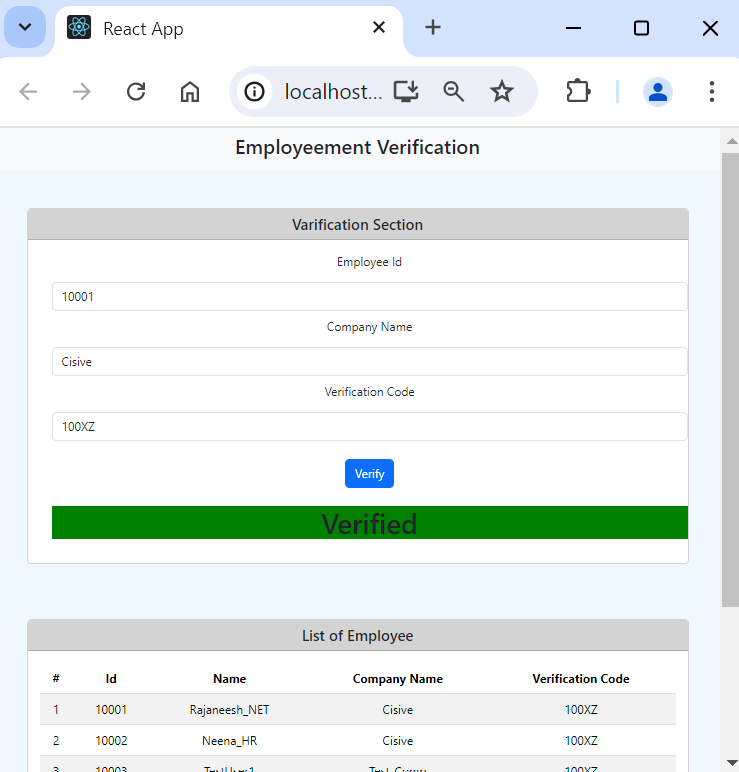 React App
localhost...
Employeement Verification
Varification Section
Employee Id
10001
Company Name
Cisive
Verification Code
100XZ
Verify
Verified
List of Employee
# Id Name Company Name Verification Code
1 10001 Rajaneesh_NET Cisive 100XZ
2 10002 Neena_HR Cisive 100XZ
3 10003 TestUser1 Test_Comp 100XZ